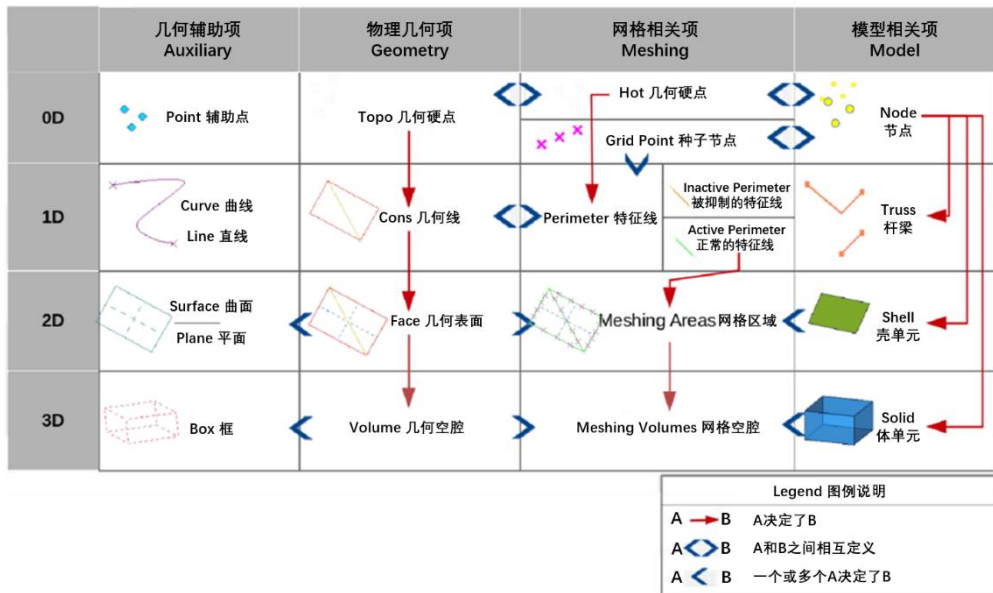 几何辅助项
Auxiliary
物理几何项
Geometry
网格相关项
Meshing
模型相关项
Model
0D
Point 辅助点
Topo 几何硬点
Hot 几何硬点
Grid Point 种子节点
Node
节点
1D
Curve 曲线
Line 直线
Cons 几何线
Perimeter 特征线
Inactive Perimeter
被抑制的特征线
Active Perimeter
正常的特征线
Truss
杆梁
2D
Surface 曲面
Plane 平面
Face 几何表面
Meshing Areas 网格区域
Shell
壳单元
3D
Box 框
Volume 几何空腔
Meshing Volumes 网格空腔
Solid
体单元
Legend 图例说明
A B A决定了B
A B A和B之间相互定义
A B 一个或多个A决定了B